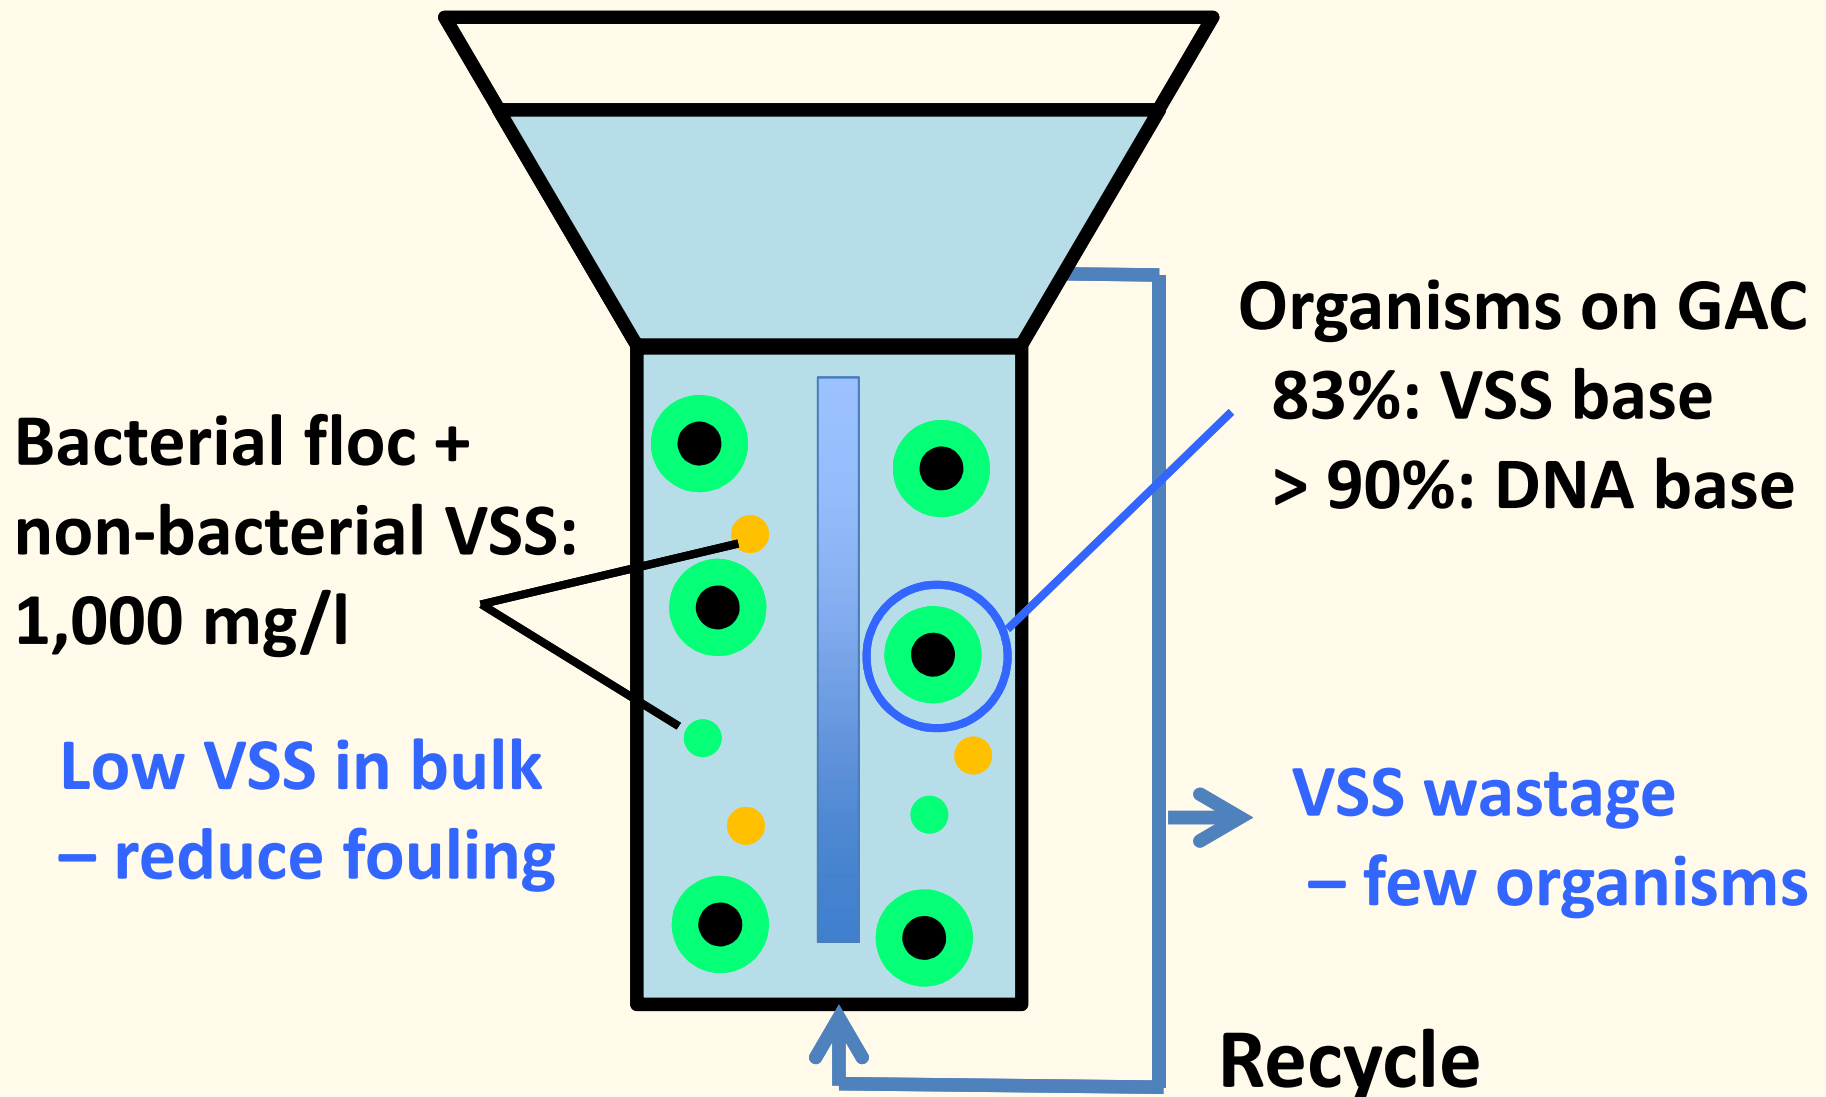 Organisms on GAC
83%: VSS base
> 90%: DNA base
Bacterial floc +
non-bacterial VSS:
1,000 mg/l
Low VSS in bulk
– reduce fouling
VSS wastage
– few organisms
Recycle